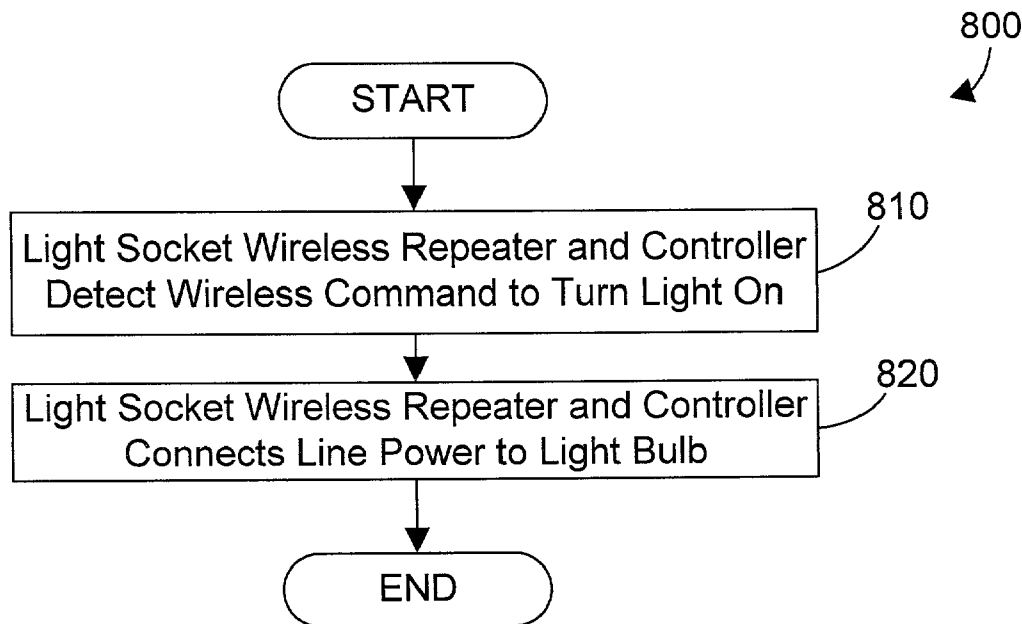 800
START
810
Light Socket Wireless Repeater and Controller
Detect Wireless Command to Turn Light On
820
Light Socket Wireless Repeater and Controller
Connects Line Power to Light Bulb
END